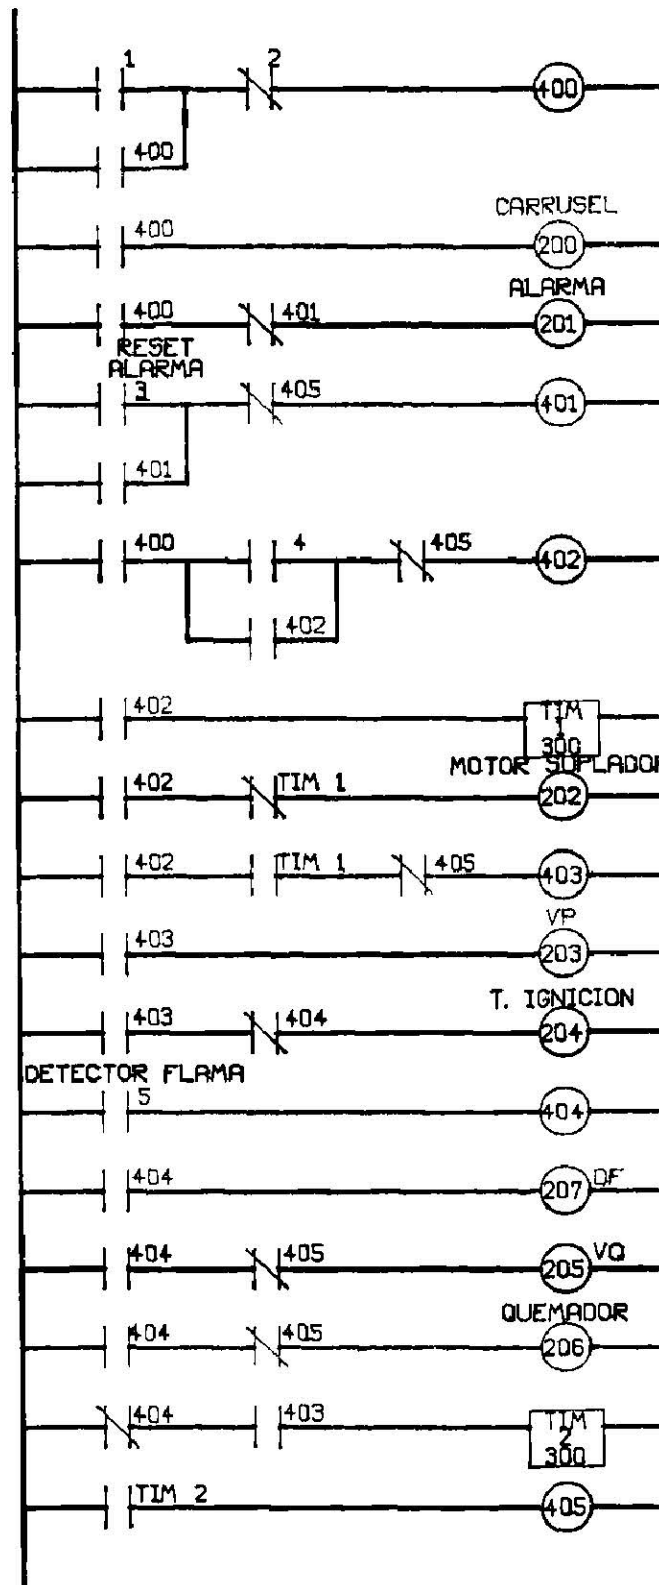 1 2 400
400
CARRUSEL
400 200
ALARMA
400 401 201
RESET
ALARMA
3 405 401
401
400 4 405 402
402
402 TIM
1
300
MOTOR SOPLADOR
402 TIM 1 202
402 TIM 1 405 403
VP
403 203
T. IGNICION
403 404 204
DETECTOR FLAMA
5 404
404 207 DF
404 405 205 VQ
QUEMADOR
404 405 206
404 403 TIM
2
300
TIM 2 405